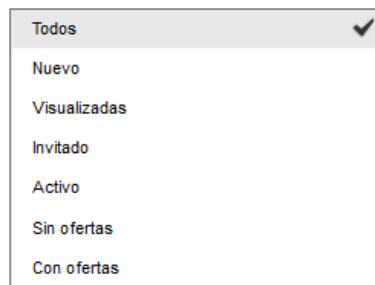 Todos
Nuevo
Visualizadas
Invitado
Activo
Sin ofertas
Con ofertas